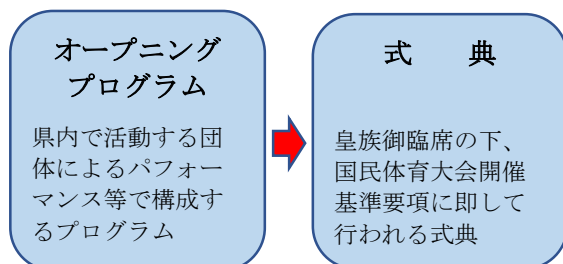 オープニング
プログラム
県内で活動する団
体によるパフォー
マンス等で構成す
るプログラム
式　典
皇族御臨席の下、
国民体育大会開催
基準要項に即して
行われる式典